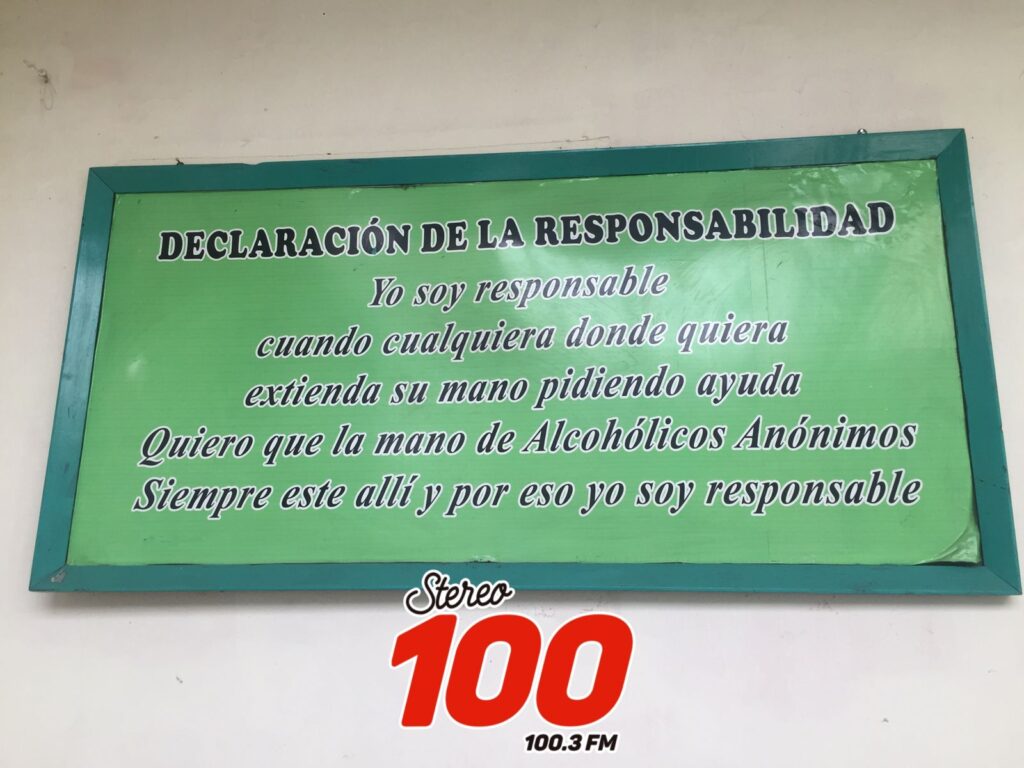 DECLARACIÓN DE LA RESPONSABILIDAD
Yo soy responsable
cuando cualquiera donde quiera
extienda su mano pidiendo ayuda
Quiero que la mano de Alcohólicos Anónimos
Siempre este allí y por eso yo soy responsable
Stereo
100
100.3 FM